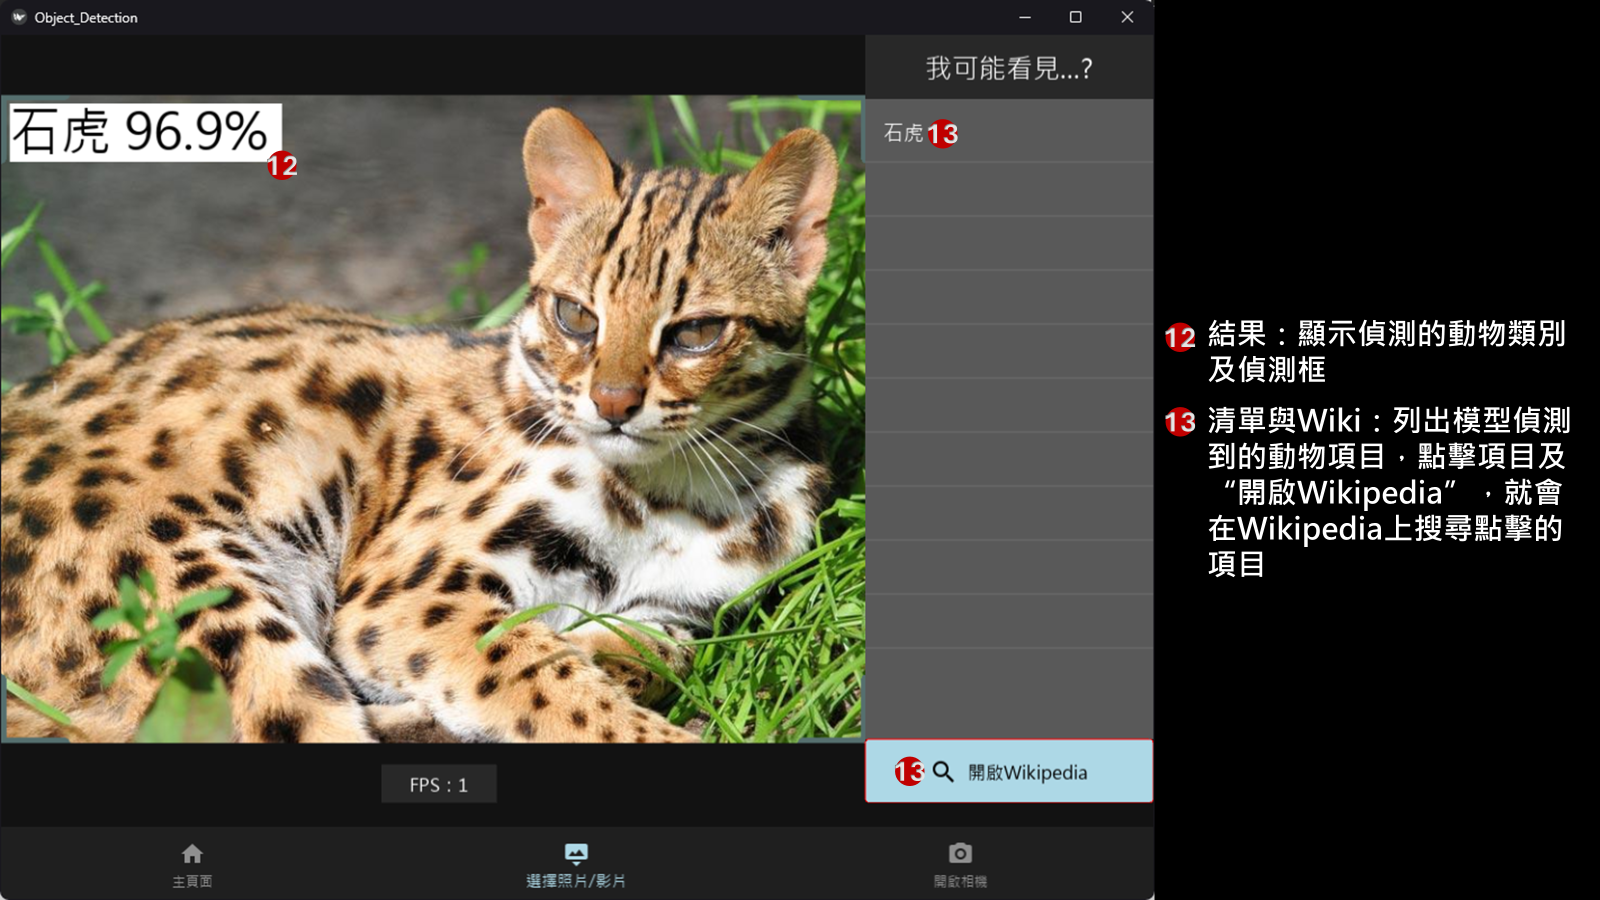 Object_Detection
我可能看見...?
石虎 96.9%
12
石虎 13
13 開啟Wikipedia
FPS：1
主頁面
選擇照片/影片
開啟相機
12 結果：顯示偵測的動物類別
及偵測框
13 清單與Wiki：列出模型偵測
到的動物項目，點擊項目及
“開啟Wikipedia”，就會
在Wikipedia上搜尋點擊的
項目